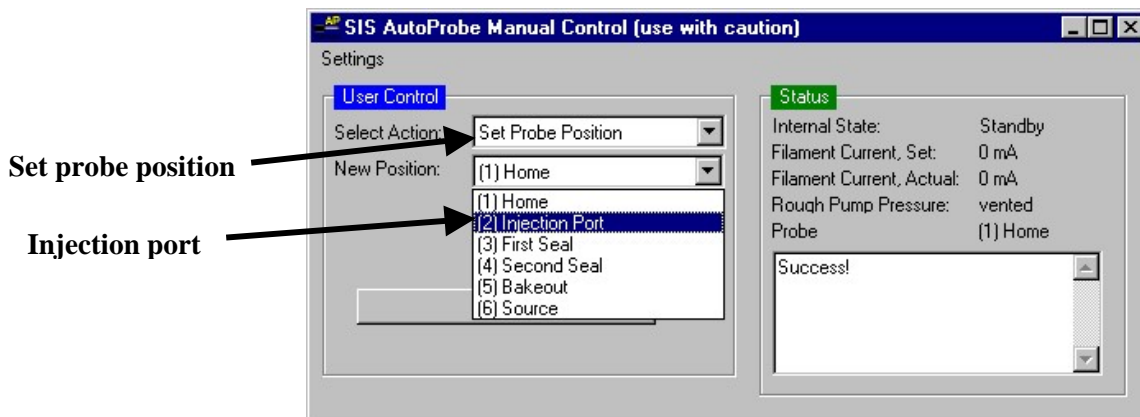 AP SIS AutoProbe Manual Control (use with caution)
Settings
User Control
Select Action: Set Probe Position
New Position: (1) Home
(1) Home
(2) Injection Port
(3) First Seal
(4) Second Seal
(5) Bakeout
(6) Source
Set probe position
Injection port
Status
Internal State: Standby
Filament Current, Set: 0 mA
Filament Current, Actual: 0 mA
Rough Pump Pressure: vented
Probe (1) Home
Success!